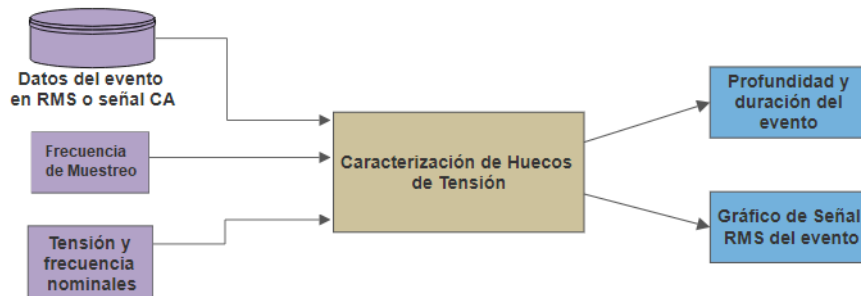 Datos del evento
en RMS o señal CA
Frecuencia
de Muestreo
Tensión y
frecuencia
nominales
Caracterización de Huecos
de Tensión
Profundidad y
duración del
evento
Gráfico de Señal
RMS del evento